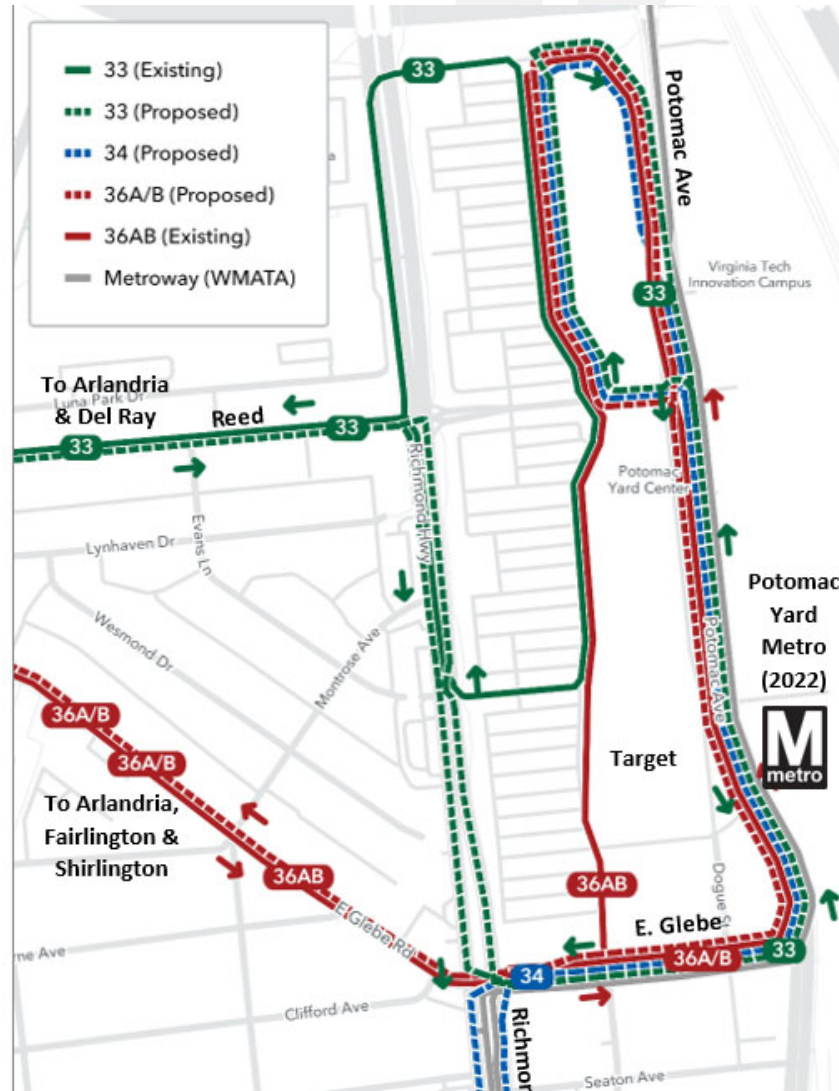 33 (Existing)
33 (Proposed)
34 (Proposed)
36A/B (Proposed)
36AB (Existing)
Metroway (WMATA)
33
Potomac Ave
Virginia Tech
Innovation Campus
33
To Arlandria
& Del Ray
Luna Park Dr
Reed
33
33
Richmond Hwy
Potomac
Yard Center
Evans Ln
Lynhaven Dr
Wesmond Dr
Montrose Ave
Potomac Ave
Potomac
Yard
Metro
(2022)
M
metro
36A/B
36A/B
Target
To Arlandria,
Fairlington &
Shirlington
36AB
36AB
Dogue St
E Glebe Rd
E. Glebe
33
36A/B
34
ne Ave
Clifford Ave
Richmon
Seaton Ave